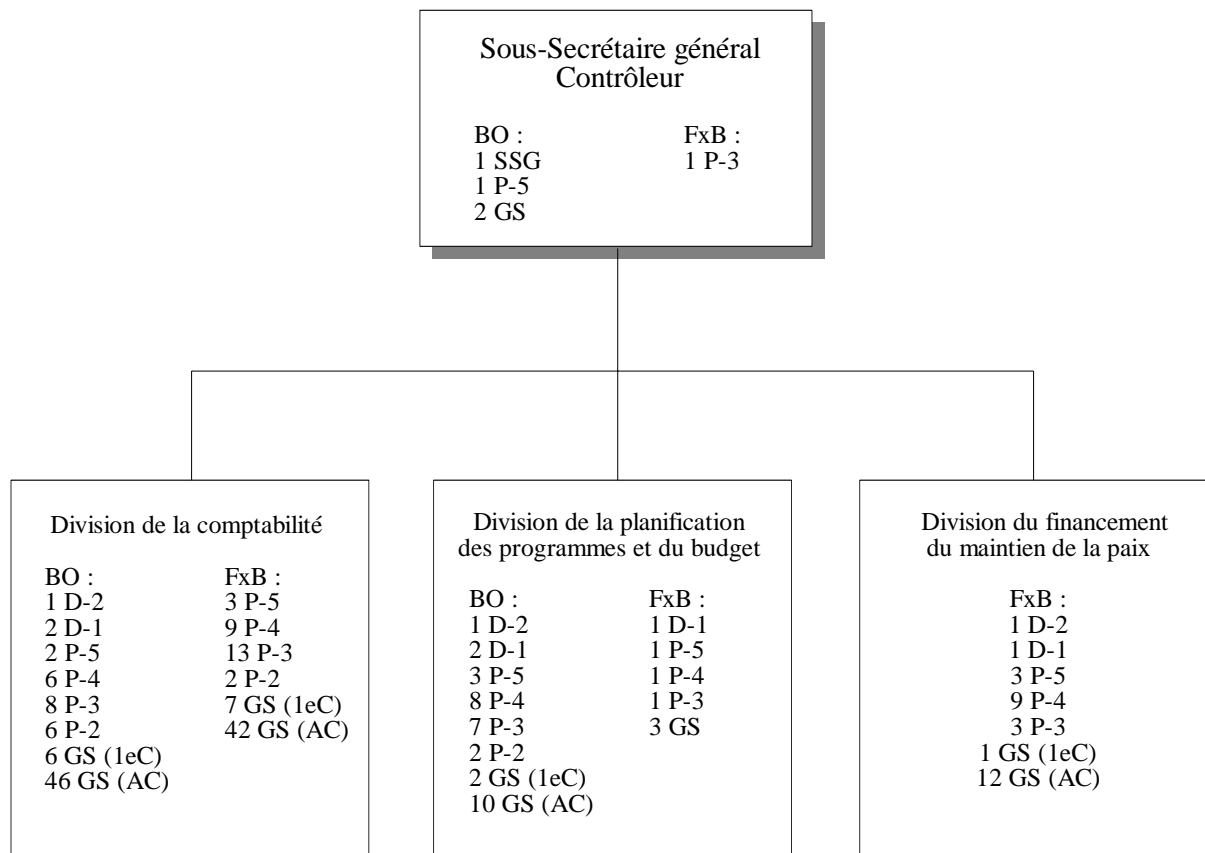 Sous-Secrétaire général
Contrôleur
BO :
1 SSG
1 P-5
2 GS
FxB :
1 P-3
Division de la comptabilité
BO :
1 D-2
2 D-1
2 P-5
6 P-4
8 P-3
6 P-2
6 GS (1eC)
46 GS (AC)
FxB :
3 P-5
9 P-4
13 P-3
2 P-2
7 GS (1eC)
42 GS (AC)
Division de la planification
des programmes et du budget
BO :
1 D-2
2 D-1
3 P-5
8 P-4
7 P-3
2 P-2
2 GS (1eC)
10 GS (AC)
FxB :
1 D-1
1 P-5
1 P-4
1 P-3
3 GS
Division du financement
du maintien de la paix
FxB :
1 D-2
1 D-1
3 P-5
9 P-4
3 P-3
1 GS (1eC)
12 GS (AC)